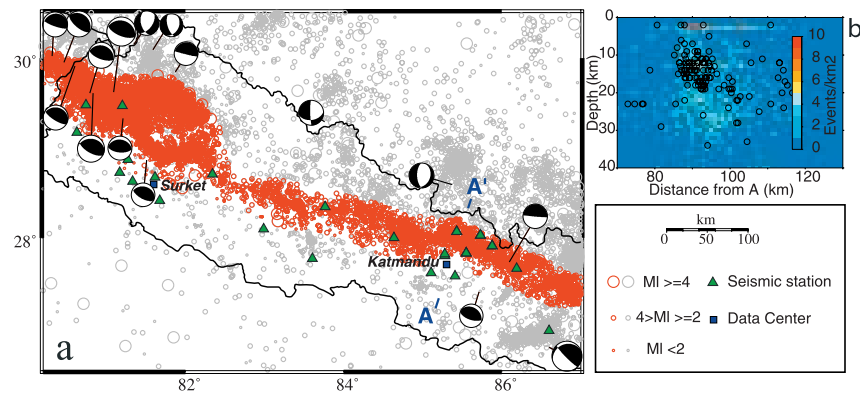 30°
28°
82°
84°
86°
Surket
Katmandu
A'
A'
a
b
0
10
20
30
40
Depth (km)
60
80
100
120
Distance from A (km)
10
8
6
4
2
0
Events/km2
km
0 50 100
Ml >=4
Seismic station
4>Ml >=2
Data Center
Ml <2